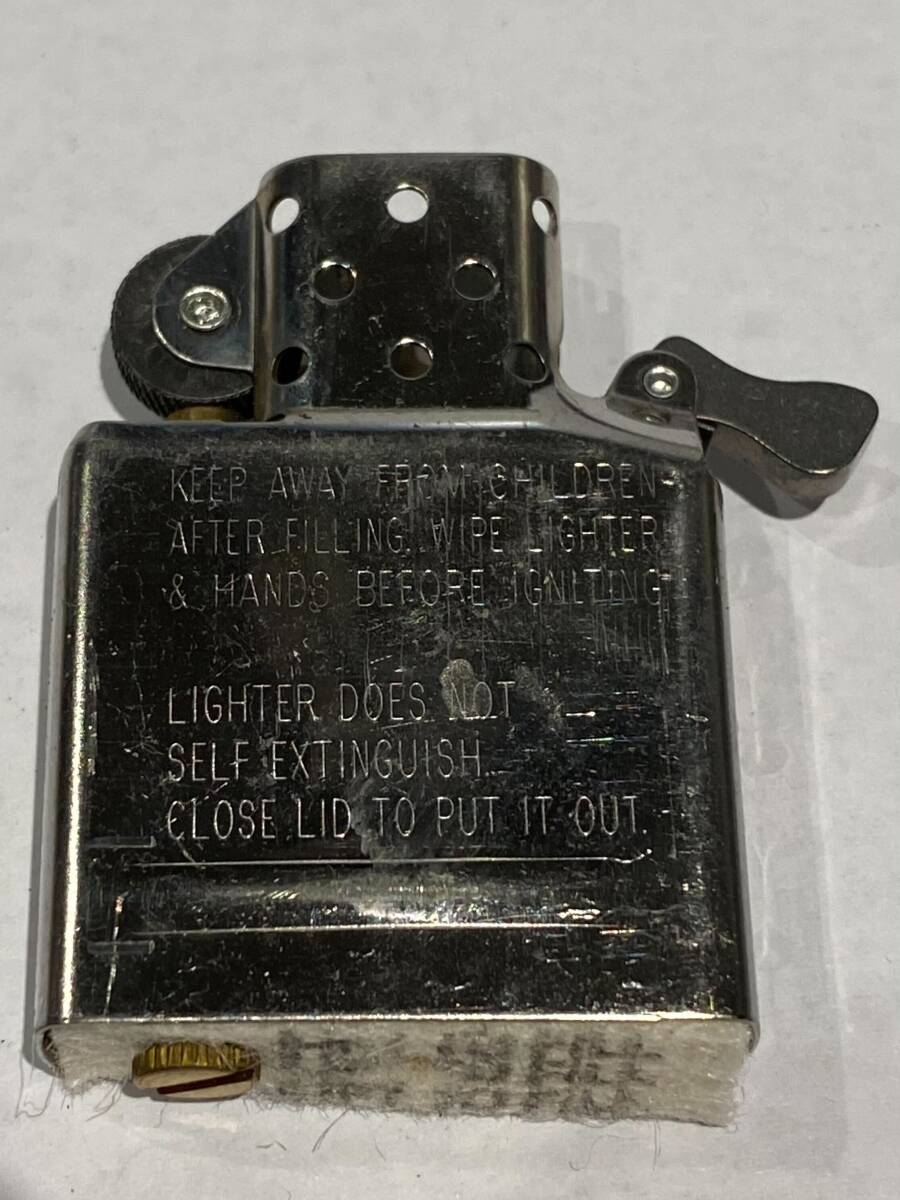 KEEP AWAY FROM CHILDREN
AFTER FILLING, WIPE LIGHTER
& HANDS BEFORE IGNITING
LIGHTER DOES NOT
SELF EXTINGUISH.
CLOSE LID TO PUT IT OUT.